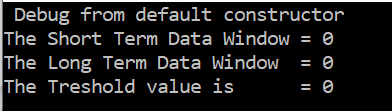 Debug from default constructor
The Short Term Data Window = 0
The Long Term Data Window  = 0
The Treshold value is      = 0